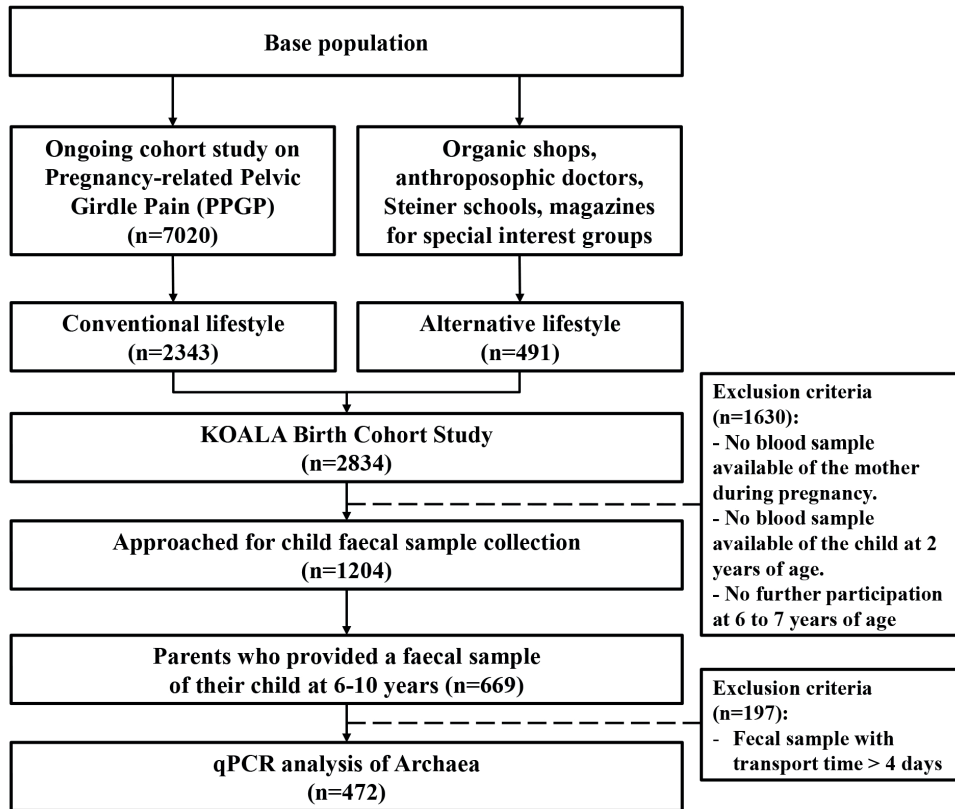 Base population
Ongoing cohort study on
Pregnancy-related Pelvic
Girdle Pain (PPGP)
(n=7020)
Organic shops,
anthroposophic doctors,
Steiner schools, magazines
for special interest groups
Conventional lifestyle
(n=2343)
Alternative lifestyle
(n=491)
KOALA Birth Cohort Study
(n=2834)
Exclusion criteria
(n=1630):
- No blood sample
available of the mother
during pregnancy.
- No blood sample
available of the child at 2
years of age.
- No further participation
at 6 to 7 years of age
Approached for child faecal sample collection
(n=1204)
Parents who provided a faecal sample
of their child at 6-10 years (n=669)
Exclusion criteria
(n=197):
- Fecal sample with
transport time > 4 days
qPCR analysis of Archaea
(n=472)